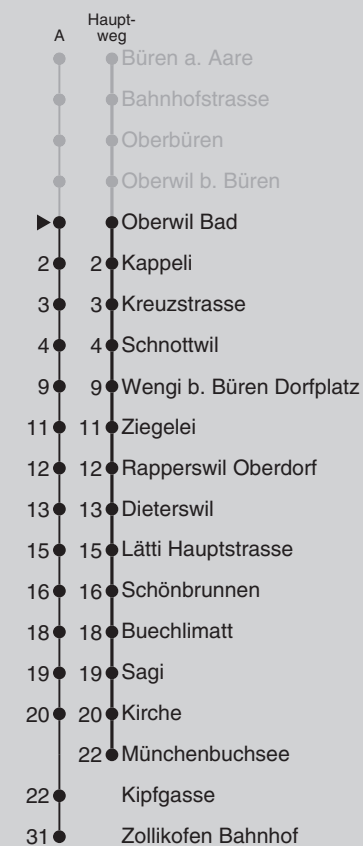 A Haupt-
weg
Büren a. Aare
Bahnhofstrasse
Oberbüren
Oberwil b. Büren
Oberwil Bad
2 2 Kappeli
3 3 Kreuzstrasse
4 4 Schnottwil
9 9 Wengi b. Büren Dorfplatz
11 11 Ziegelei
12 12 Rapperswil Oberdorf
13 13 Dieterswil
15 15 Lätti Hauptstrasse
16 16 Schönbrunnen
18 18 Buechlimatt
19 19 Sagi
20 20 Kirche
22 Münchenbuchsee
22 Kipfgasse
31 Zollikofen Bahnhof